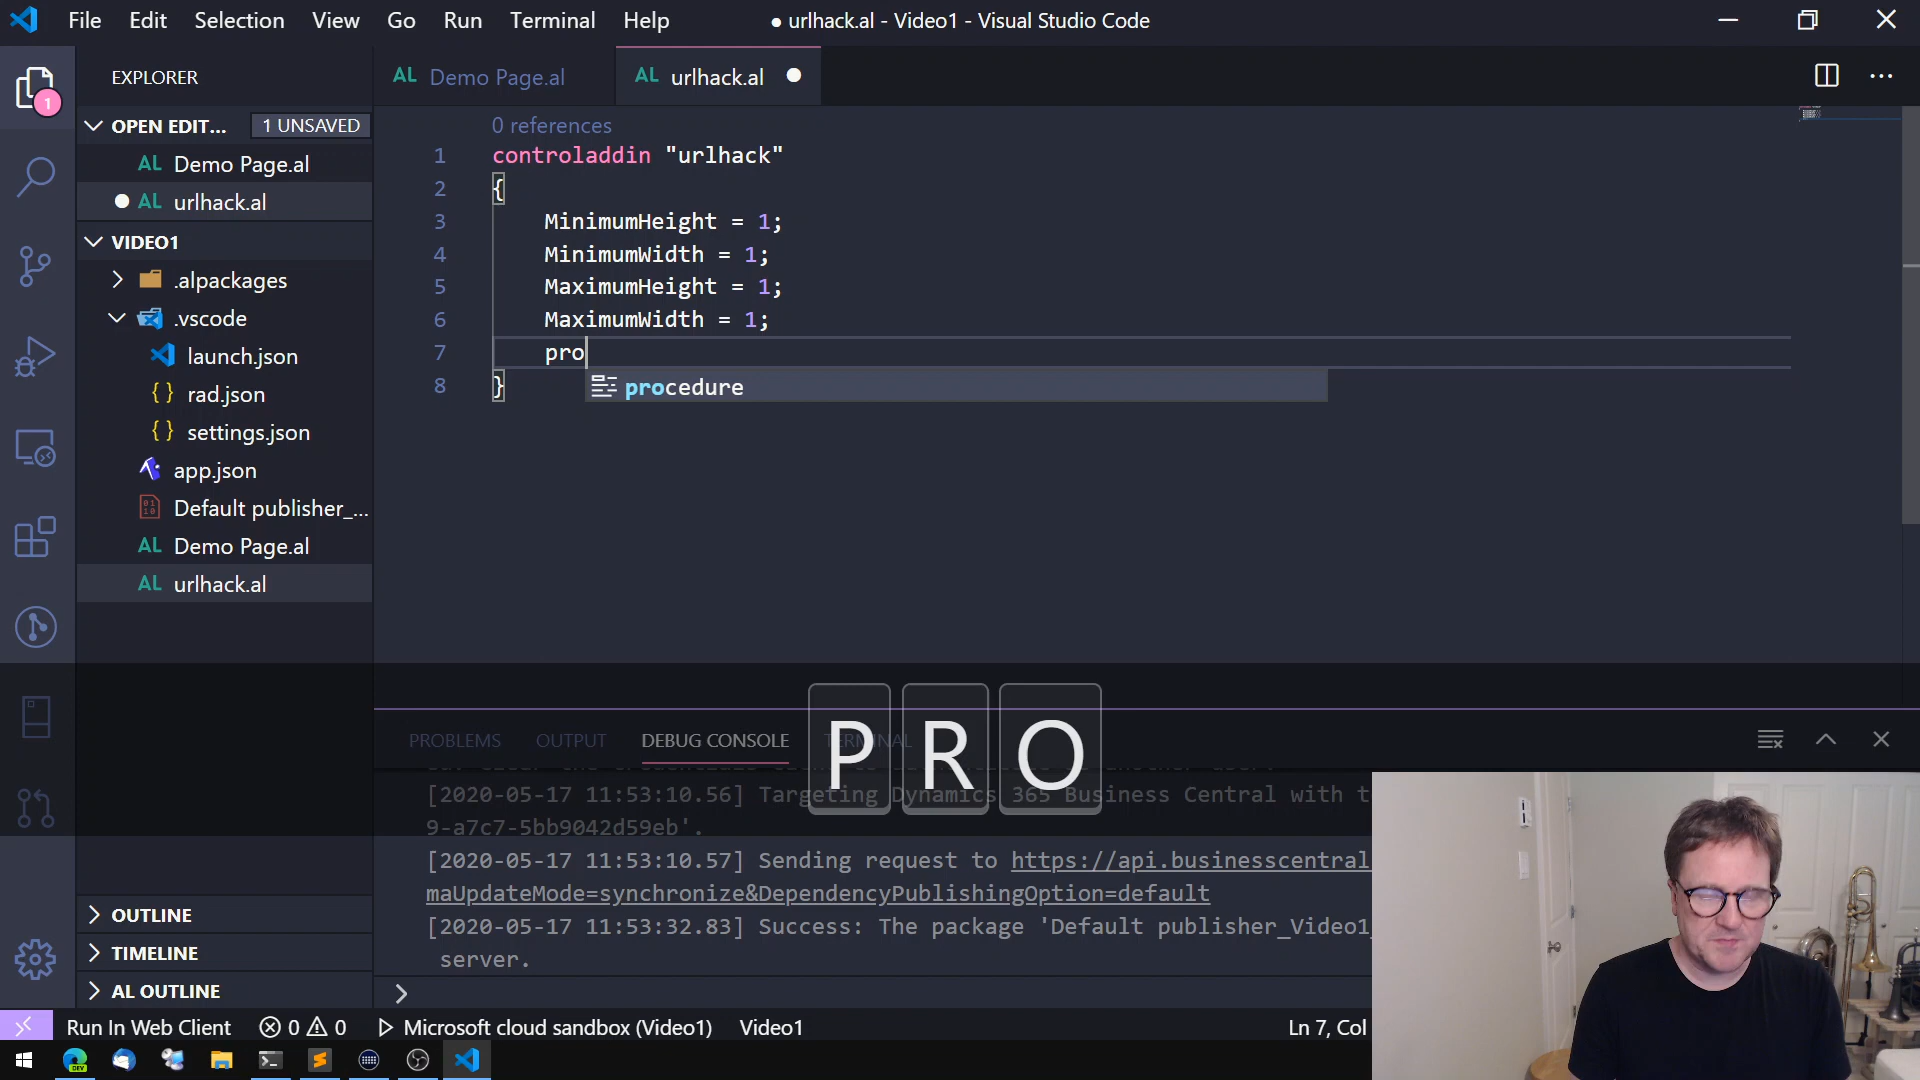 File Edit Selection View Go Run Terminal Help
● urlhack.al - Video1 - Visual Studio Code
EXPLORER
AL Demo Page.al
AL urlhack.al
1
OPEN EDIT... 1 UNSAVED
AL Demo Page.al
AL urlhack.al
VIDEO1
.alpackages
.vscode
launch.json
{ } rad.json
{ } settings.json
app.json
Default publisher_...
AL Demo Page.al
AL urlhack.al
0 references
1 controladdin "urlhack"
2 {
3 MinimumHeight = 1;
4 MinimumWidth = 1;
5 MaximumHeight = 1;
6 MaximumWidth = 1;
7 pro
8 }
procedure
P R O
PROBLEMS OUTPUT DEBUG CONSOLE TERMINAL
[2020-05-17 11:53:10.56] Targeting Dynamics 365 Business Central with t
9-a7c7-5bb9042d59eb'.
[2020-05-17 11:53:10.57] Sending request to https://api.businesscentral
maUpdateMode=synchronize&DependencyPublishingOption=default
[2020-05-17 11:53:32.83] Success: The package 'Default publisher_Video1_
server.
OUTLINE
TIMELINE
AL OUTLINE
Run In Web Client 0 0 Microsoft cloud sandbox (Video1) Video1
Ln 7, Col
DEV